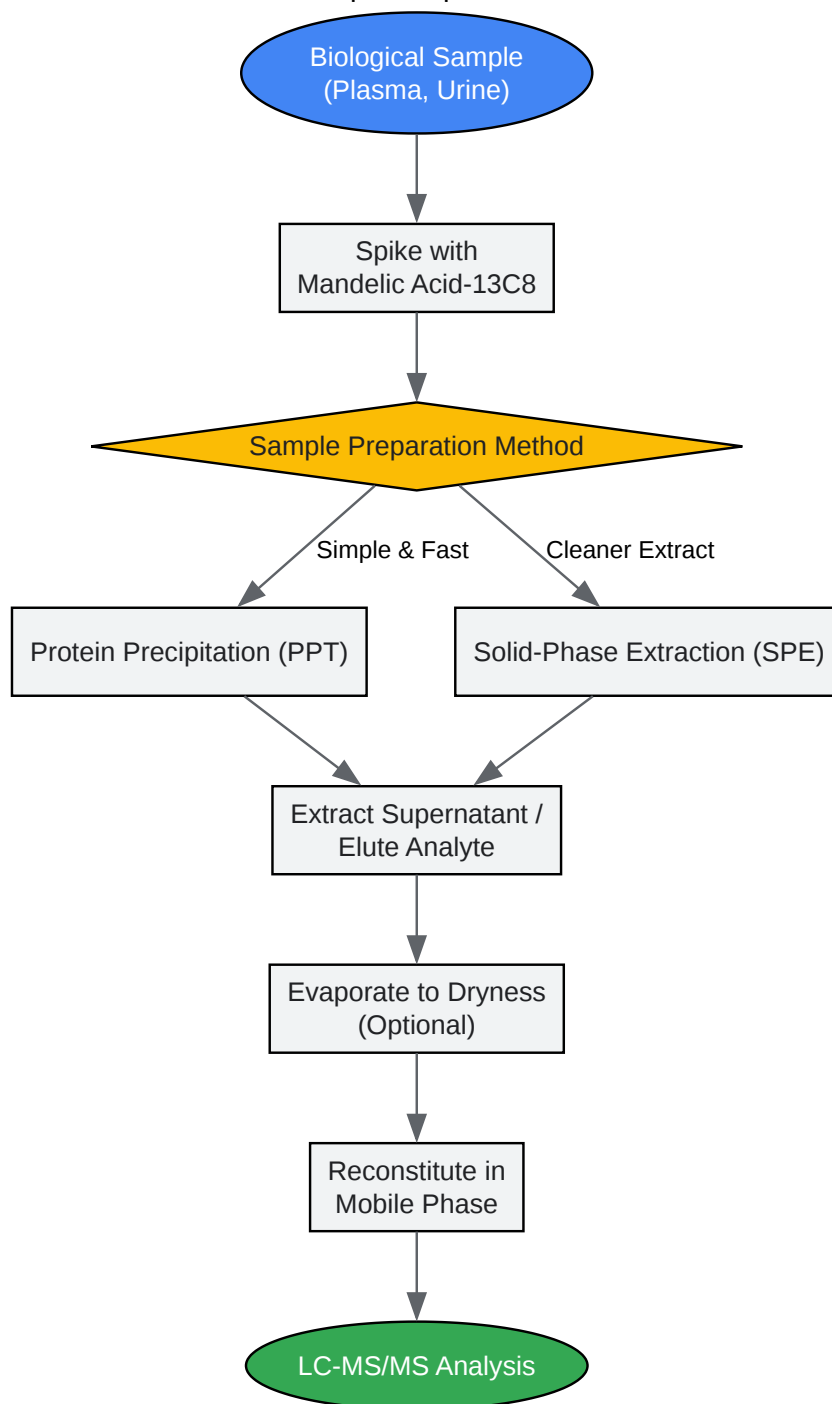 Biological Sample
(Plasma, Urine)
Spike with
Mandelic Acid-13C8
Sample Preparation Method
Simple & Fast
Cleaner Extract
Protein Precipitation (PPT)
Solid-Phase Extraction (SPE)
Extract Supernatant /
Elute Analyte
Evaporate to Dryness
(Optional)
Reconstitute in
Mobile Phase
LC-MS/MS Analysis